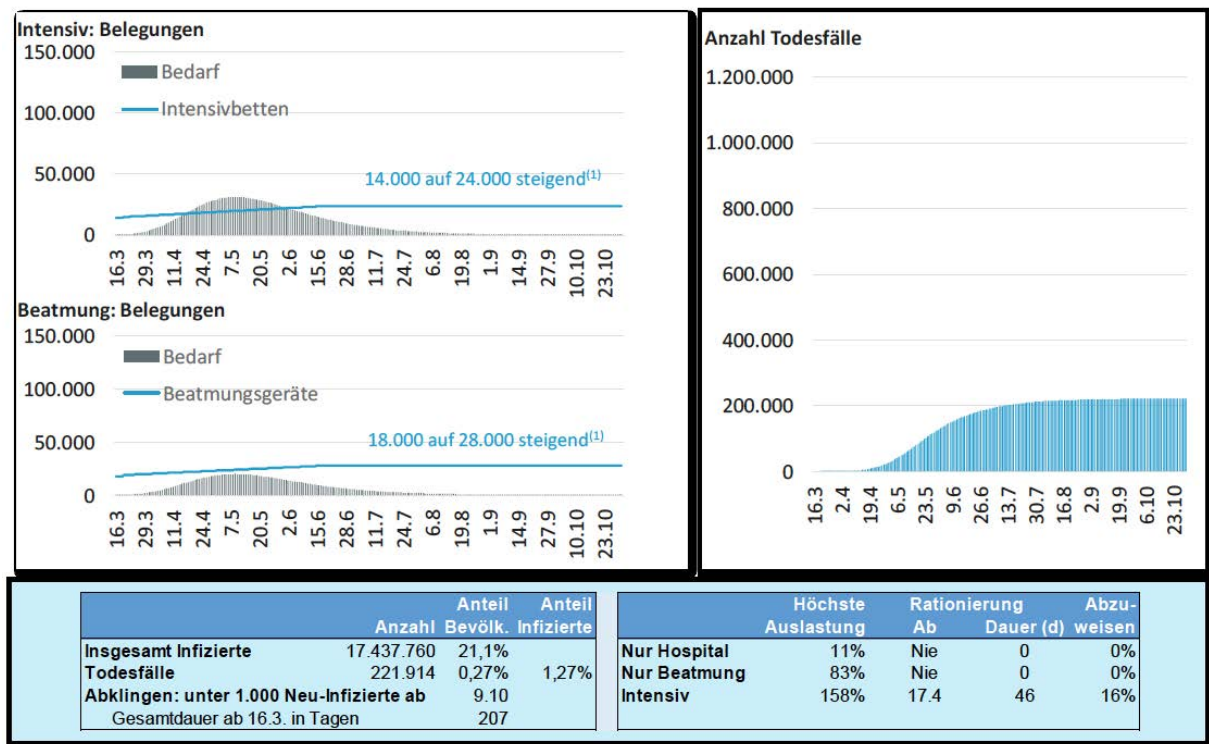 Intensiv: Belegungen
150.000
Bedarf
100.000
Intensivbetten
50.000
14.000 auf 24.000 steigend(1)
0
16.3 29.3 11.4 24.4 7.5 20.5 2.6 15.6 28.6 11.7 24.7 6.8 19.8 1.9 14.9 27.9 10.10 23.10
Beatmung: Belegungen
150.000
Bedarf
100.000
Beatmungsgeräte
50.000
18.000 auf 28.000 steigend(1)
0
16.3 29.3 11.4 24.4 7.5 20.5 2.6 15.6 28.6 11.7 24.7 6.8 19.8 1.9 14.9 27.9 10.10 23.10
Anzahl Todesfälle
1.200.000
1.000.000
800.000
600.000
400.000
200.000
0
16.3 2.4 19.4 6.5 23.5 9.6 26.6 13.7 30.7 16.8 2.9 19.9 6.10 23.10
Anteil Anteil
Anzahl Bevölk. Infizierte
Insgesamt Infizierte 17.437.760 21,1%
Todesfälle 221.914 0,27% 1,27%
Abklingen: unter 1.000 Neu-Infizierte ab 9.10
Gesamtdauer ab 16.3. in Tagen 207
Höchste Rationierung Abzu-
Auslastung Ab Dauer (d) weisen
Nur Hospital 11% Nie 0 0%
Nur Beatmung 83% Nie 0 0%
Intensiv 158% 17.4 46 16%